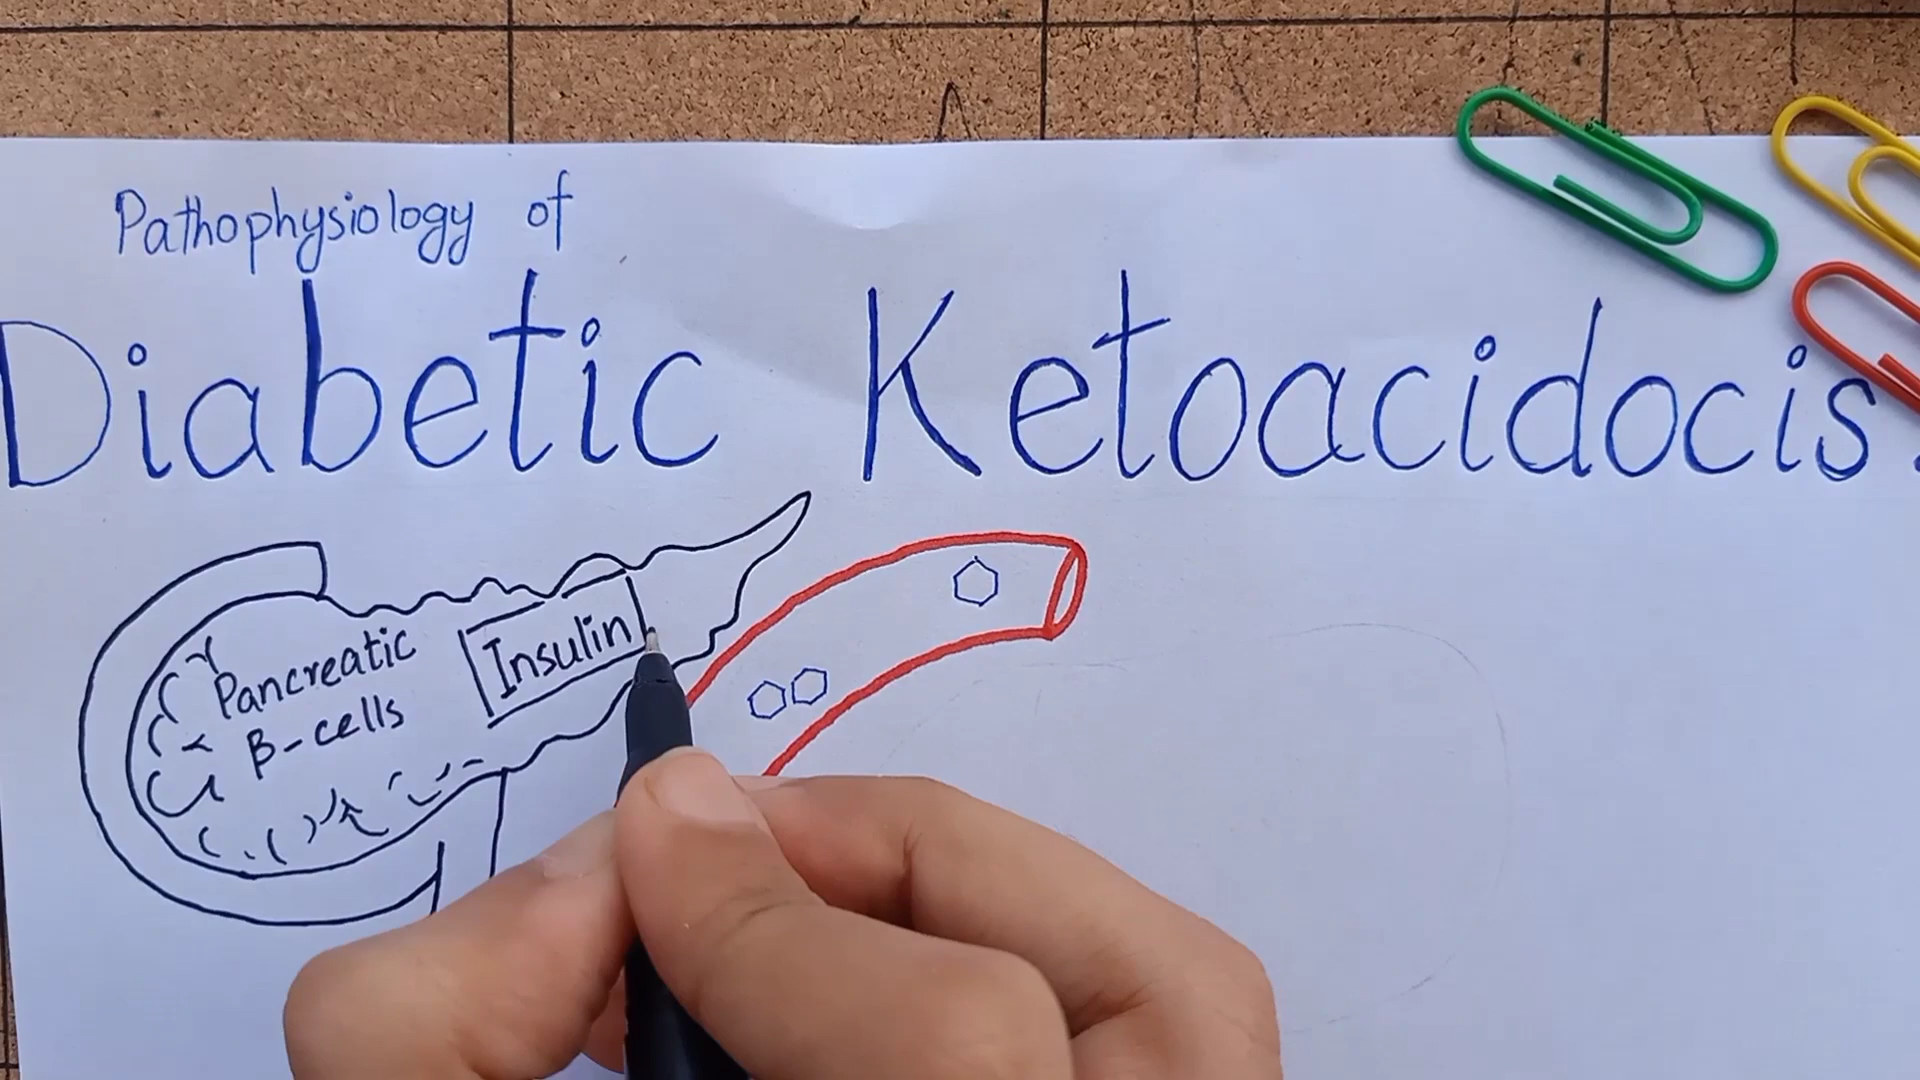 Pathophysiology of
Diabetic Ketoacidocis.
Pancreatic
β-cells
Insulin